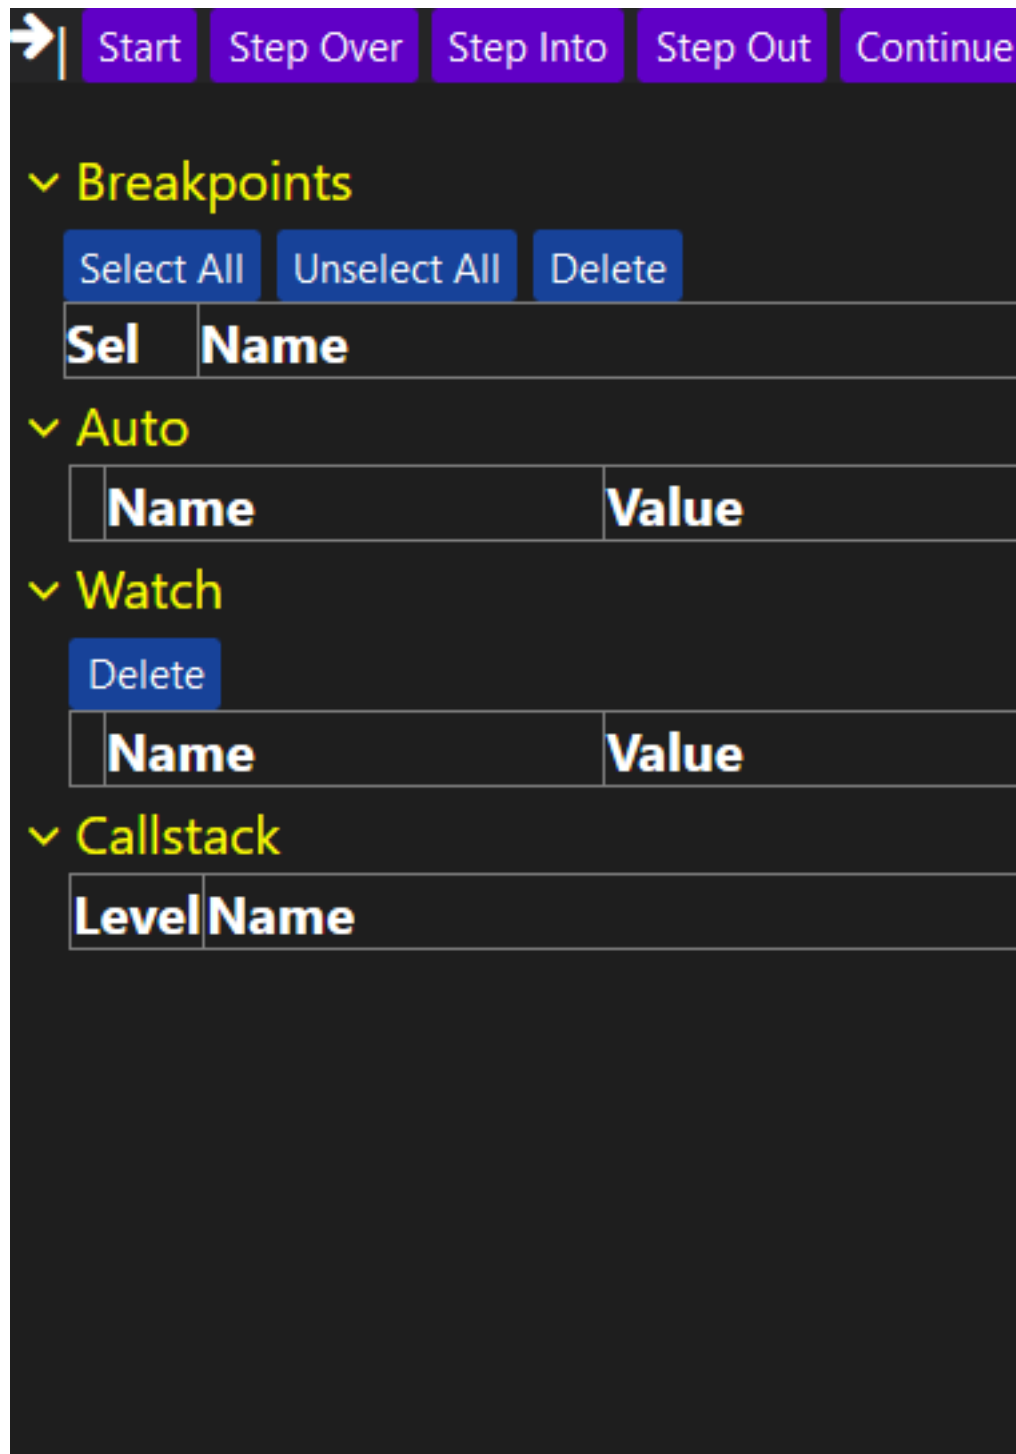 Start Step Over Step Into Step Out Continue
Breakpoints
Select All Unselect All Delete
Sel Name
Auto
Name Value
Watch
Delete
Name Value
Callstack
Level Name